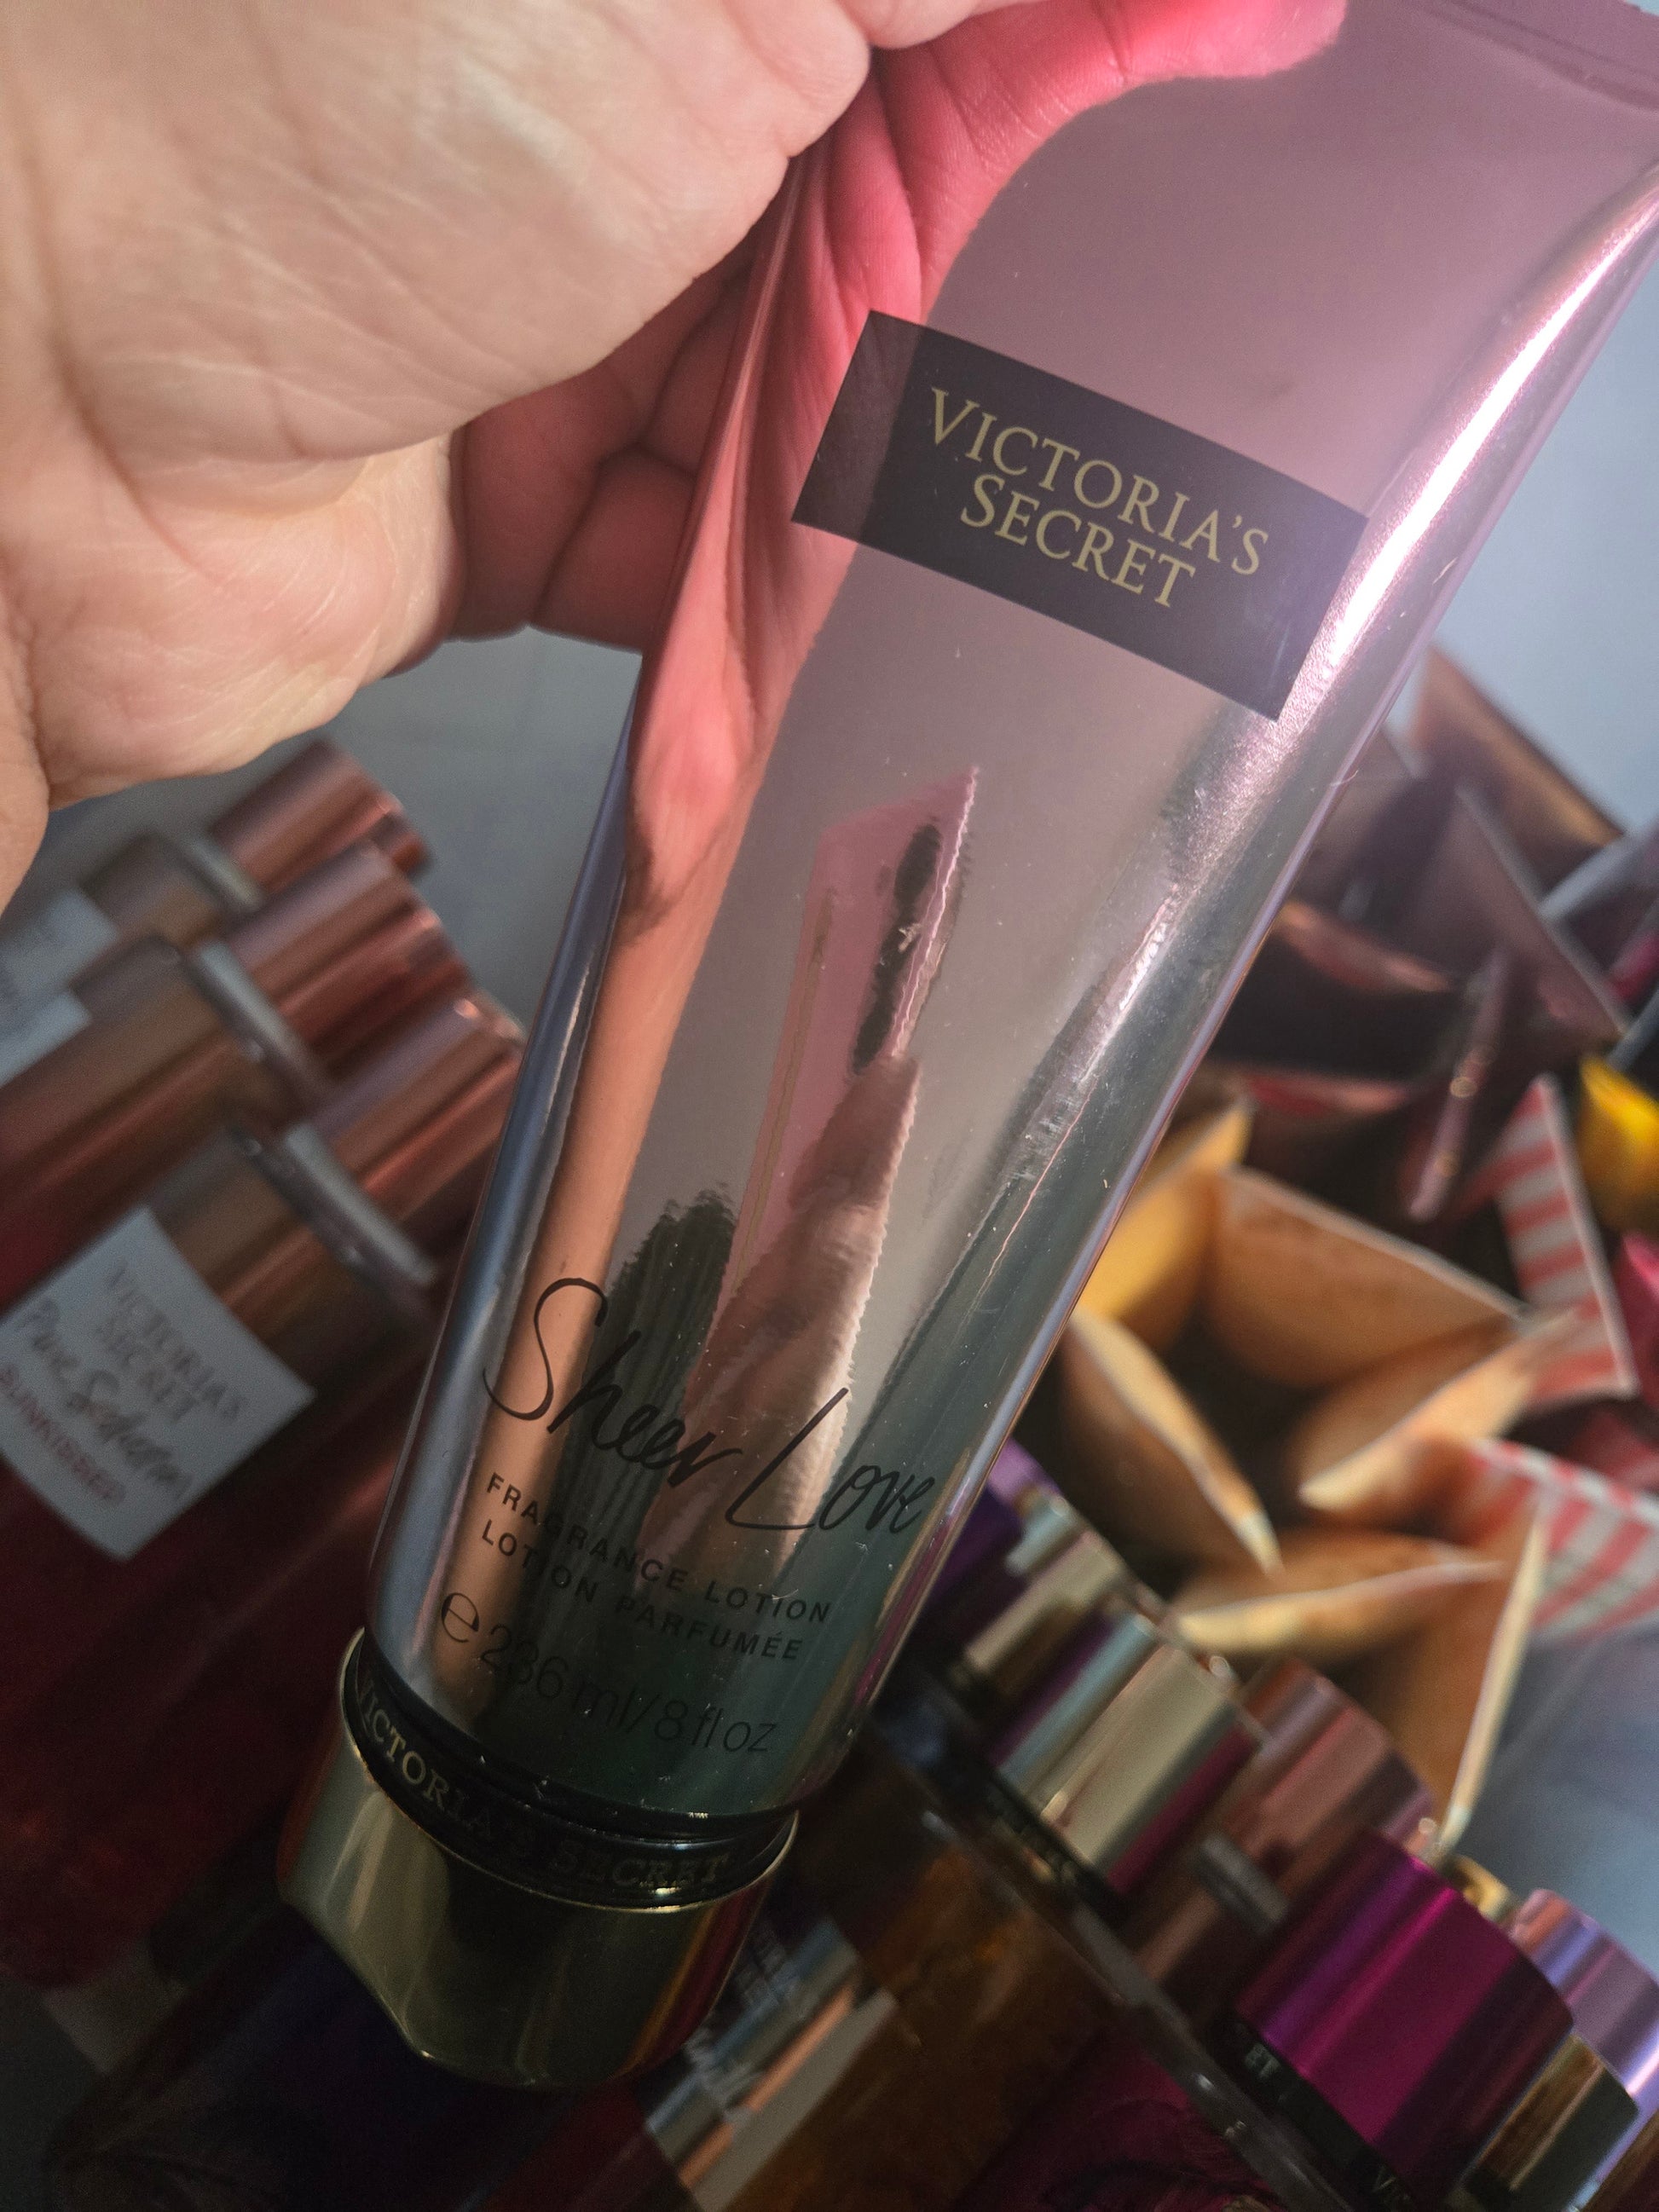 VICTORIA'S
SECRET
Sheer Love
FRAGRANCE LOTION
LOTION PARFUMÉE
℮ 236 ml/8 fl oz
VICTORIA'S SECRET
VICTORIA'S
SECRET
Pure Seduction
SUNKISSED